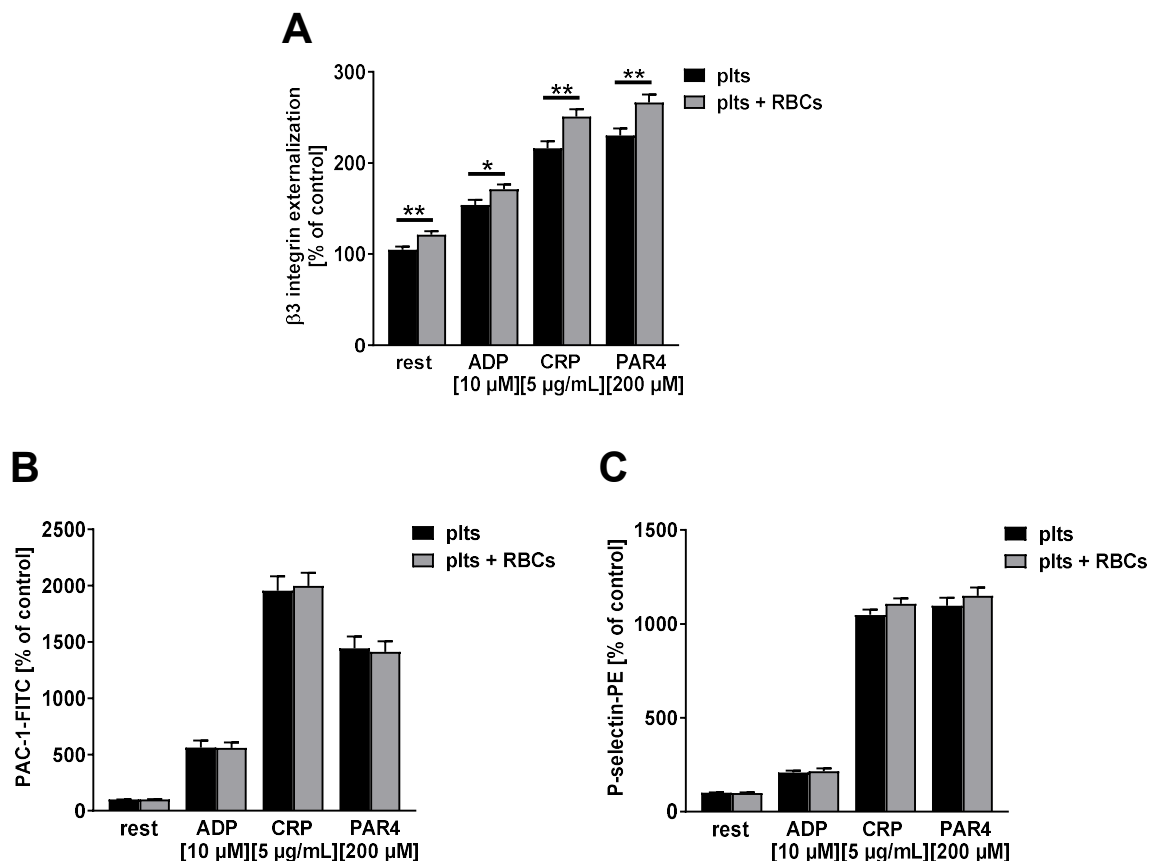 A
β3 integrin externalization
[% of control]
300
200
100
0
**
*
**
**
plts
plts + RBCs
rest ADP CRP PAR4
[10 µM][5 µg/mL][200 µM]
B
PAC-1-FITC [% of control]
2500
2000
1500
1000
500
0
plts
plts + RBCs
rest ADP CRP PAR4
[10 µM][5 µg/mL][200 µM]
C
P-selectin-PE [% of control]
1500
1000
500
0
plts
plts + RBCs
rest ADP CRP PAR4
[10 µM][5 µg/mL][200 µM]